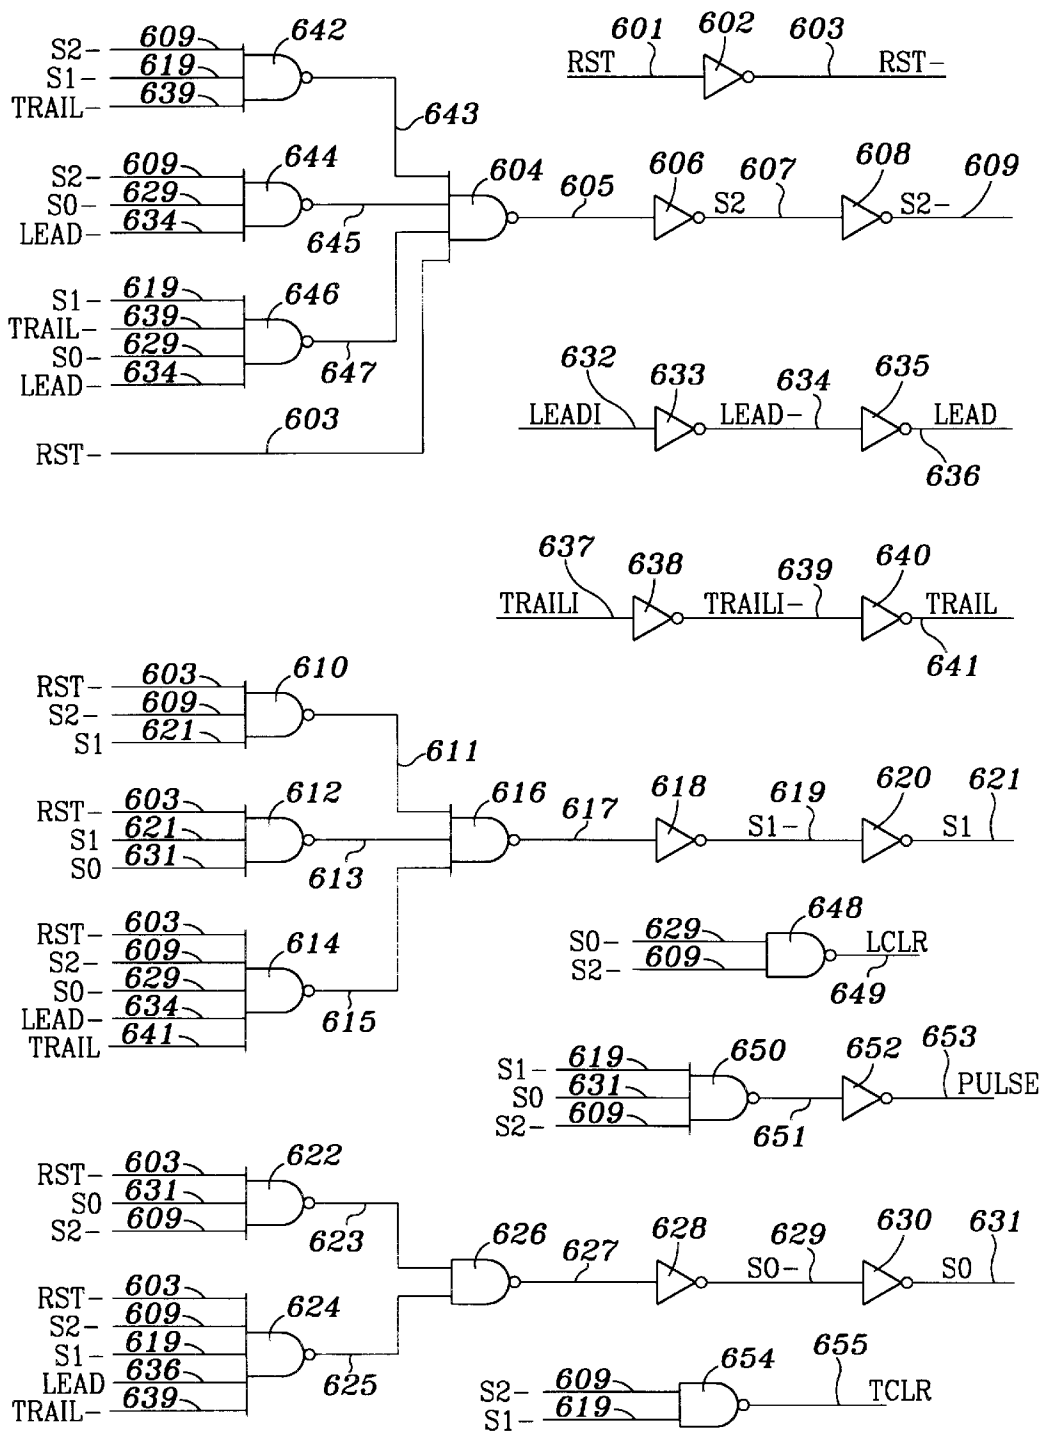 S2- 609 642
S1- 619
TRAIL- 639
643
601 602 603
RST RST-
S2- 609 644
S0- 629
LEAD- 634
645
604 605 606 S2 607 608 S2- 609
S1- 619 646
TRAIL- 639
S0- 629
LEAD- 634
647
RST- 603
632 633 634 635
LEADI LEAD- LEAD
636
637 638 639 640
TRAILI TRAILI- TRAIL
641
RST- 603 610
S2- 609
S1 621
611
RST- 603 612
S1 621
S0 631
613
616 617 618 S1- 619 620 S1 621
RST- 603 614
S2- 609
S0- 629
LEAD- 634
TRAIL 641
615
S0- 629 648 LCLR
S2- 609
649
S1- 619 650 652 653
S0 631 PULSE
S2- 609
651
RST- 603 622
S0 631
S2- 609
623
626 627 628 S0- 629 630 S0 631
RST- 603 624
S2- 609
S1- 619
LEAD 636
TRAIL- 639
625
S2- 609 654 655
S1- 619 TCLR